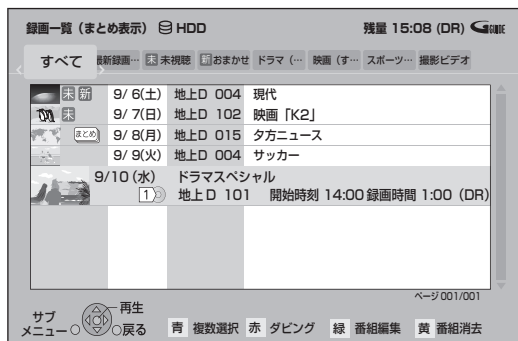 録画一覧（まとめ表示） HDD 残量 15:08 (DR) GGUIDE
すべて 最新録画… 未 未視聴 新 おまかせ ドラマ（… 映画（す… スポーツ… 撮影ビデオ
未 新 9/ 6(土) 地上D 004 現代
未 9/ 7(日) 地上D 102 映画「K2」
まとめ 9/ 8(月) 地上D 015 夕方ニュース
9/ 9(火) 地上D 004 サッカー
9/10(水) ドラマスペシャル
1 地上D 101 開始時刻 14:00 録画時間 1:00 (DR)
ページ 001/001
サブメニュー 再生 戻る 青 複数選択 赤 ダビング 緑 番組編集 黄 番組消去